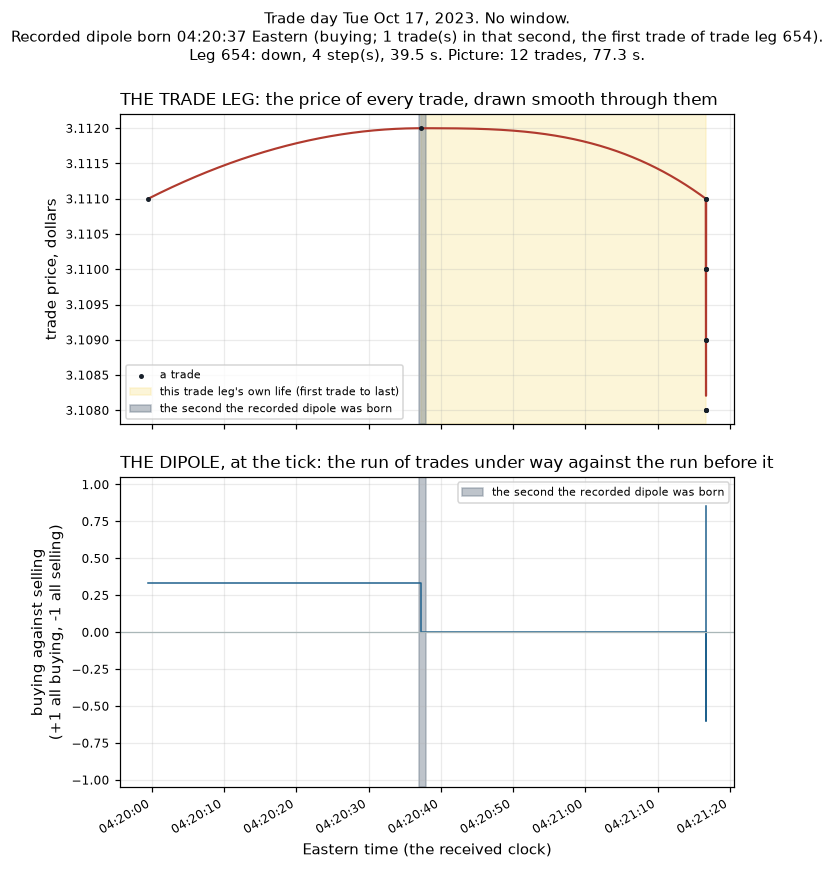 Trade day Tue Oct 17, 2023. No window.
Recorded dipole born 04:20:37 Eastern (buying; 1 trade(s) in that second, the first trade of trade leg 654).
Leg 654: down, 4 step(s), 39.5 s. Picture: 12 trades, 77.3 s.
THE TRADE LEG: the price of every trade, drawn smooth through them
trade price, dollars
3.1120
3.1115
3.1110
3.1105
3.1100
3.1095
3.1090
3.1085
3.1080
a trade
this trade leg's own life (first trade to last)
the second the recorded dipole was born
THE DIPOLE, at the tick: the run of trades under way against the run before it
buying against selling
(+1 all buying, -1 all selling)
1.00
0.75
0.50
0.25
0.00
−0.25
−0.50
−0.75
−1.00
the second the recorded dipole was born
04:20:00
04:20:10
04:20:20
04:20:30
04:20:40
04:20:50
04:21:00
04:21:10
04:21:20
Eastern time (the received clock)